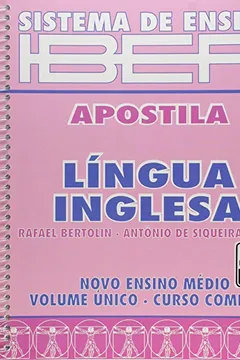 SISTEMA DE ENSI
IBEP
APOSTILA
LÍNGUA
INGLESA
RAFAEL BERTOLIN · ANTONIO DE SIQUEIRA
NOVO ENSINO MÉDIO
VOLUME ÚNICO · CURSO COM